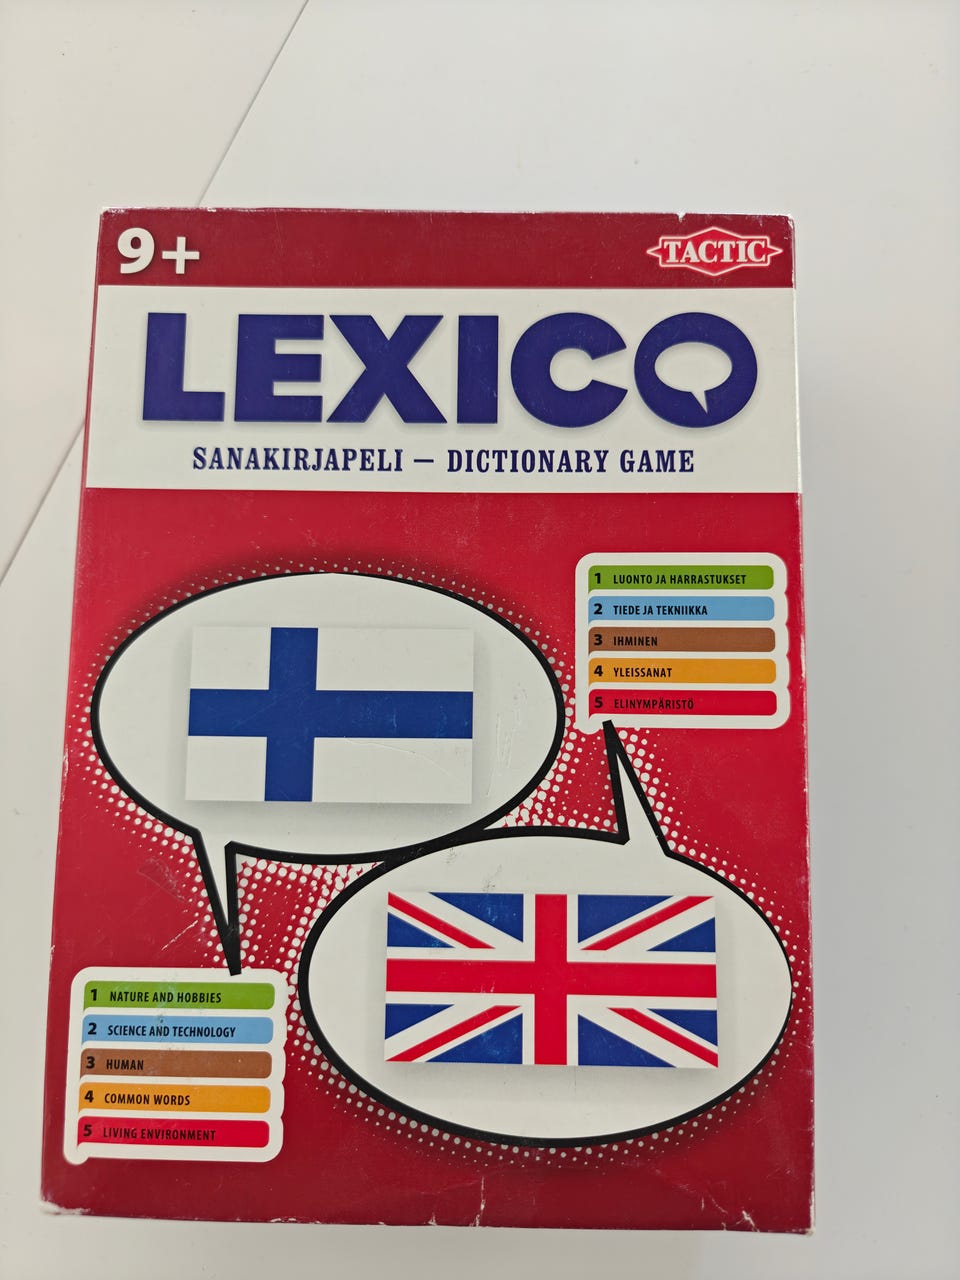 9+
TACTIC
LEXICO
SANAKIRJAPELI – DICTIONARY GAME
1 LUONTO JA HARRASTUKSET
2 TIEDE JA TEKNIIKKA
3 IHMINEN
4 YLEISSANAT
5 ELINYMPÄRISTÖ
1 NATURE AND HOBBIES
2 SCIENCE AND TECHNOLOGY
3 HUMAN
4 COMMON WORDS
5 LIVING ENVIRONMENT